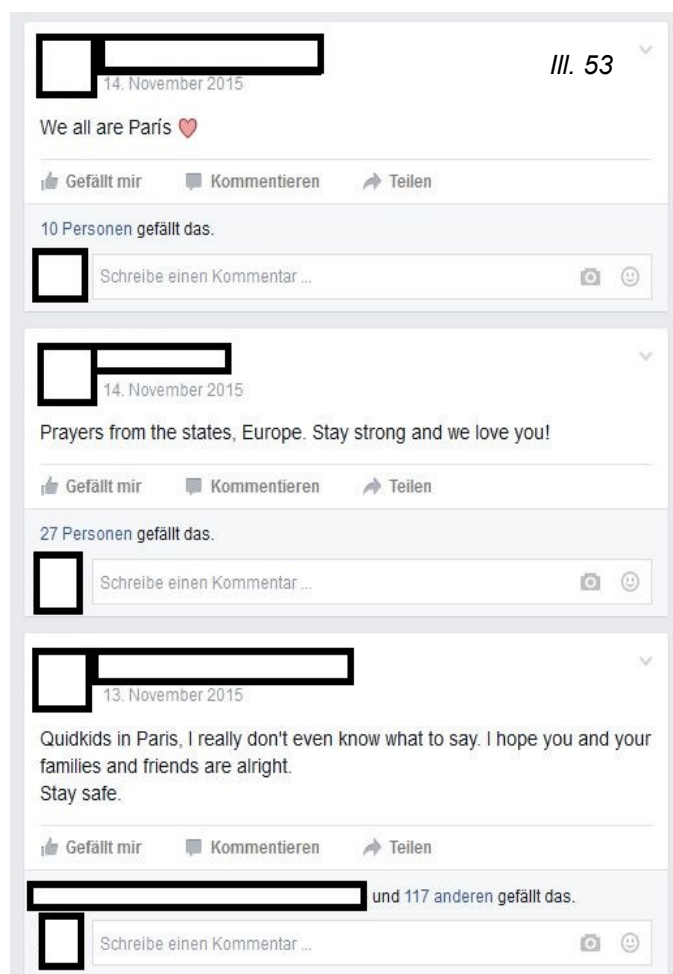 Ill. 53
14. November 2015
We all are París ❤
Gefällt mir Kommentieren Teilen
10 Personen gefällt das.
Schreibe einen Kommentar ...
14. November 2015
Prayers from the states, Europe. Stay strong and we love you!
Gefällt mir Kommentieren Teilen
27 Personen gefällt das.
Schreibe einen Kommentar ...
13. November 2015
Quidkids in Paris, I really don't even know what to say. I hope you and your
families and friends are alright.
Stay safe.
Gefällt mir Kommentieren Teilen
und 117 anderen gefällt das.
Schreibe einen Kommentar ...